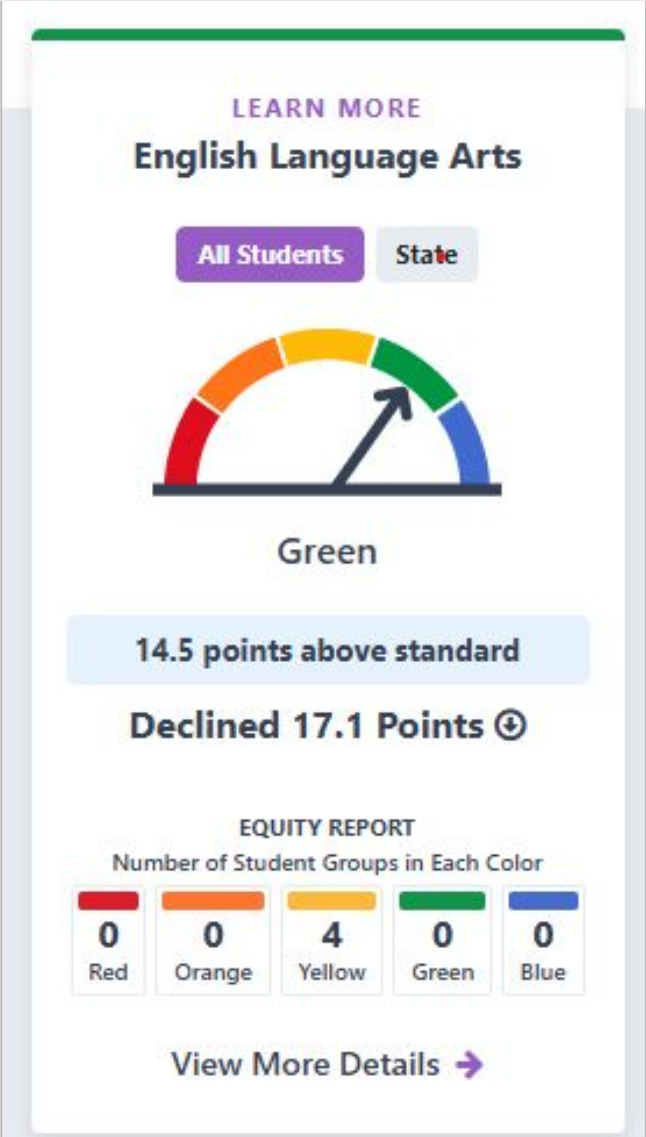 LEARN MORE
English Language Arts
All Students State
Green
14.5 points above standard
Declined 17.1 Points
EQUITY REPORT
Number of Student Groups in Each Color
0 0 4 0 0
Red Orange Yellow Green Blue
View More Details